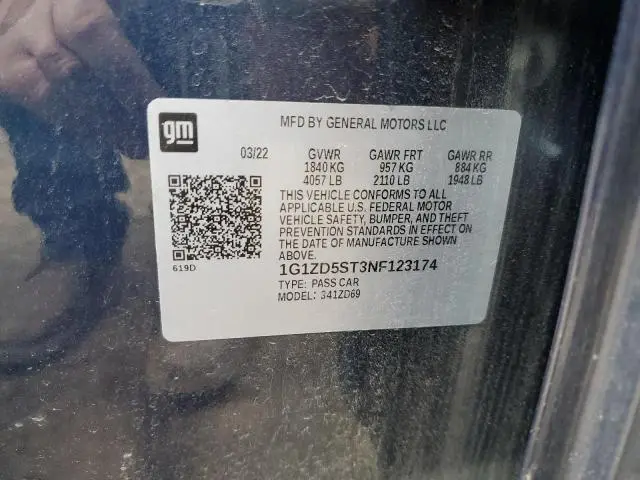 gm
MFD BY GENERAL MOTORS LLC
03/22 GVWR GAWR FRT GAWR RR
1840 KG 957 KG 884 KG
4057 LB 2110 LB 1948 LB
THIS VEHICLE CONFORMS TO ALL
APPLICABLE U.S. FEDERAL MOTOR
VEHICLE SAFETY, BUMPER, AND THEFT
PREVENTION STANDARDS IN EFFECT ON
THE DATE OF MANUFACTURE SHOWN
ABOVE.
619D
1G1ZD5ST3NF123174
TYPE: PASS CAR
MODEL: 341ZD69